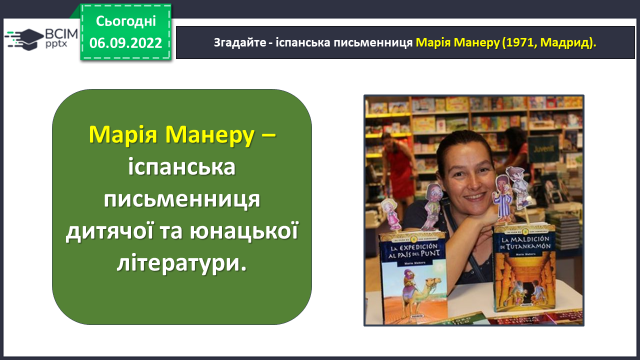 BCIM
pptx
Сьогодні
06.09.2022
Згадайте - іспанська письменниця Марія Манеру (1971, Мадрид).
Марія Манеру –
іспанська
письменниця
дитячої та юнацької
літератури.
LA EXPEDICIÓN
AL PAÍS DEL PUNT
LA MALDICIÓN
DE TUTANKAMÓN